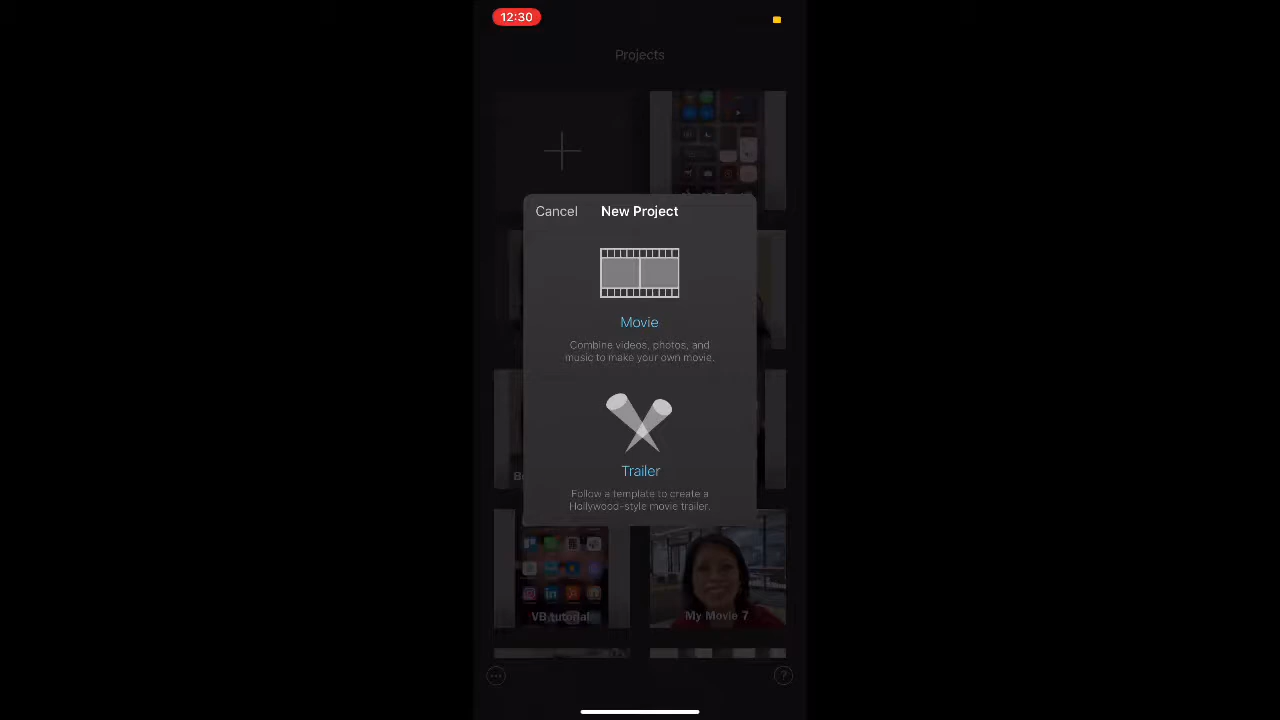 12:30
Projects
Cancel
New Project
Movie
Combine videos, photos, and
music to make your own movie.
Trailer
Follow a template to create a
Hollywood-style movie trailer.
VB tutorial
My Movie 7
?